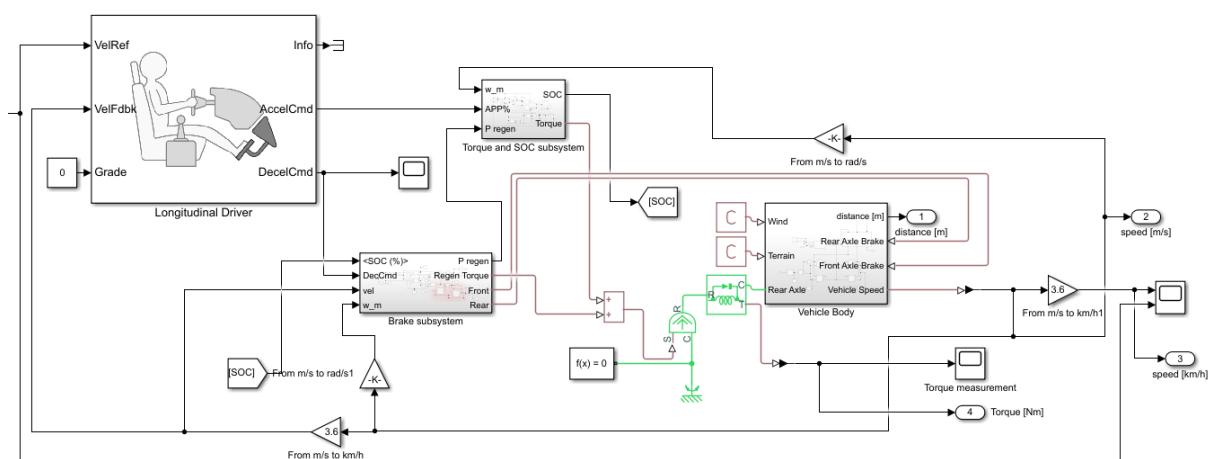 VelRef
Info
VelFdbk
AccelCmd
0
Grade
DecelCmd
Longitudinal Driver
w_m
SOC
APP%
Torque
P regen
Torque and SOC subsystem
-K-
From m/s to rad/s
[SOC]
C
Wind
distance [m]
1
distance [m]
2
speed [m/s]
Rear Axle Brake
C
Terrain
Front Axle Brake
<SOC (%)>
P regen
DecCmd
Regen Torque
vel
Front
w_m
Rear
Brake subsystem
Rear Axle
Vehicle Speed
Vehicle Body
R
C
T
3.6
From m/s to km/h1
+
+
R
S
C
f(x) = 0
[SOC]
From m/s to rad/s1
-K-
Torque measurement
3
speed [km/h]
4
Torque [Nm]
3.6
From m/s to km/h